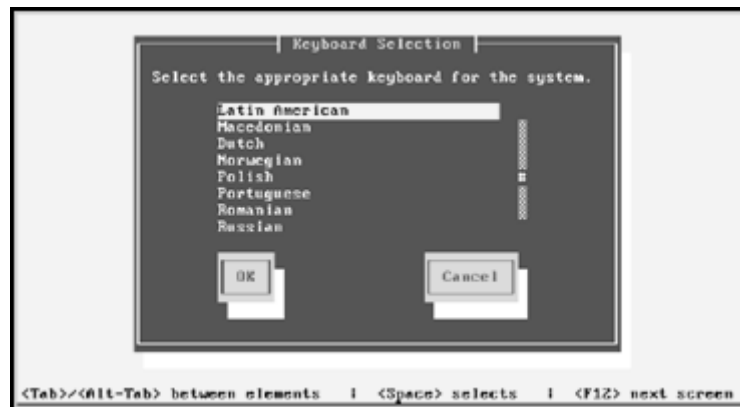 Keyboard Selection
Select the appropriate keyboard for the system.
Latin American
Macedonian
Dutch
Norwegian
Polish
Portuguese
Romanian
Russian
OK Cancel
<Tab>/<Alt-Tab> between elements | <Space> selects | <F12> next screen